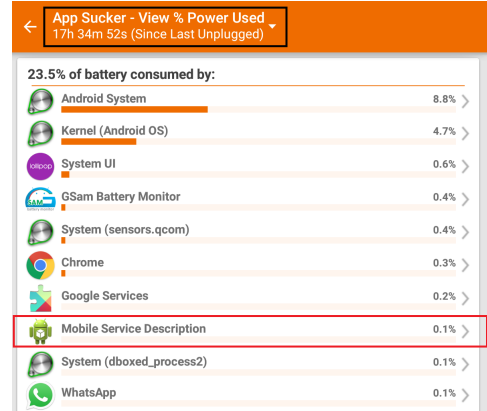 App Sucker - View % Power Used
17h 34m 52s (Since Last Unplugged)
23.5% of battery consumed by:
Android System 8.8%
Kernel (Android OS) 4.7%
lollipop
System UI 0.6%
SAM
GSam Battery Monitor 0.4%
System (sensors.qcom) 0.4%
Chrome 0.3%
Google Services 0.2%
Mobile Service Description 0.1%
System (dboxed_process2) 0.1%
WhatsApp 0.1%